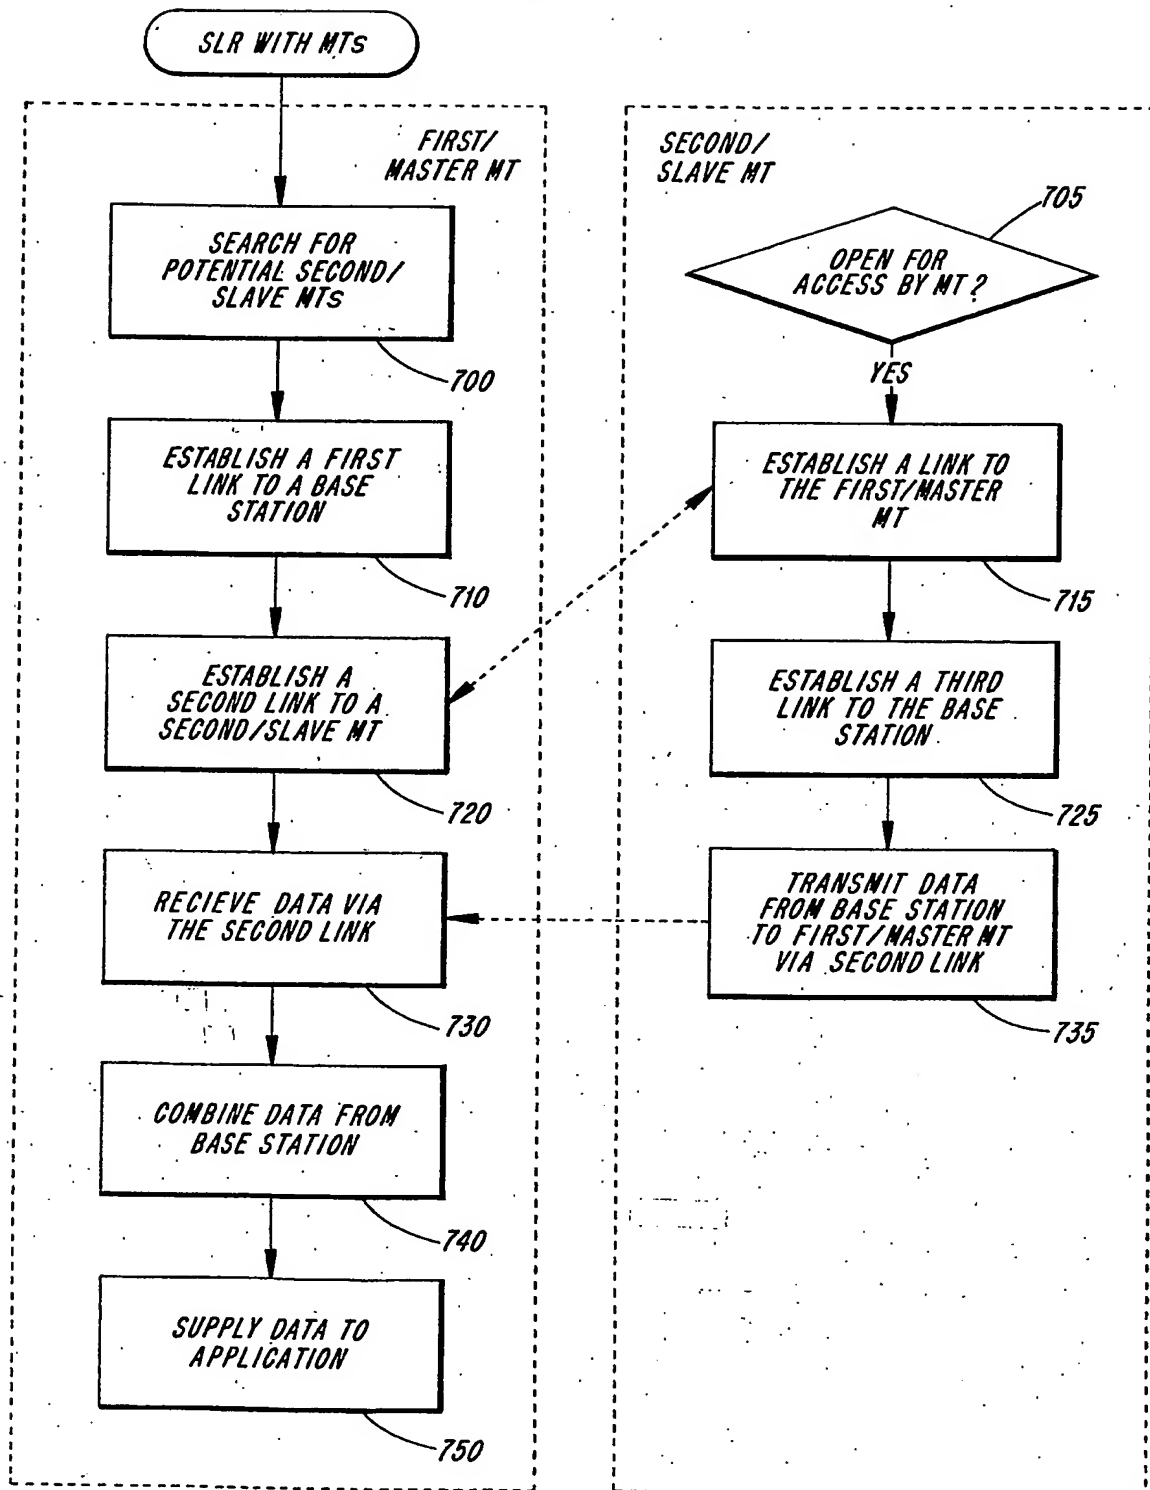 SLR WITH MTs
FIRST/
MASTER MT
SEARCH FOR
POTENTIAL SECOND/
SLAVE MTs
700
ESTABLISH A FIRST
LINK TO A BASE
STATION
710
ESTABLISH A
SECOND LINK TO A
SECOND/SLAVE MT
720
RECIEVE DATA VIA
THE SECOND LINK
730
COMBINE DATA FROM
BASE STATION
740
SUPPLY DATA TO
APPLICATION
750
SECOND/
SLAVE MT
705
OPEN FOR
ACCESS BY MT?
YES
ESTABLISH A LINK TO
THE FIRST/MASTER
MT
715
ESTABLISH A THIRD
LINK TO THE BASE
STATION
725
TRANSMIT DATA
FROM BASE STATION
TO FIRST/MASTER MT
VIA SECOND LINK
735